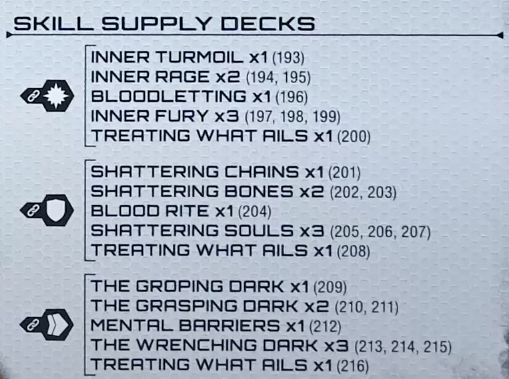 SKILL SUPPLY DECKS
INNER TURMOIL x1 (193)
INNER RAGE x2 (194, 195)
BLOODLETTING x1 (196)
INNER FURY x3 (197, 198, 199)
TREATING WHAT AILS x1 (200)
SHATTERING CHAINS x1 (201)
SHATTERING BONES x2 (202, 203)
BLOOD RITE x1 (204)
SHATTERING SOULS x3 (205, 206, 207)
TREATING WHAT AILS x1 (208)
THE GROPING DARK x1 (209)
THE GRASPING DARK x2 (210, 211)
MENTAL BARRIERS x1 (212)
THE WRENCHING DARK x3 (213, 214, 215)
TREATING WHAT AILS x1 (216)